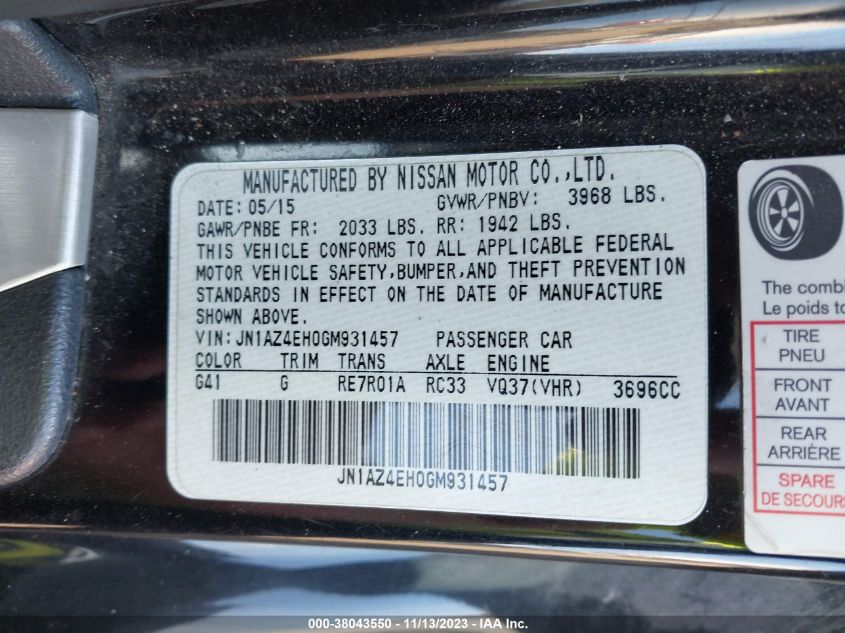 MANUFACTURED BY NISSAN MOTOR CO.,LTD.
DATE: 05/15 GVWR/PNBV: 3968 LBS.
GAWR/PNBE FR: 2033 LBS. RR: 1942 LBS.
THIS VEHICLE CONFORMS TO ALL APPLICABLE FEDERAL
MOTOR VEHICLE SAFETY,BUMPER,AND THEFT PREVENTION
STANDARDS IN EFFECT ON THE DATE OF MANUFACTURE
SHOWN ABOVE.
VIN: JN1AZ4EH0GM931457 PASSENGER CAR
COLOR TRIM TRANS AXLE ENGINE
G41 G RE7R01A RC33 VQ37(VHR) 3696CC
JN1AZ4EH0GM931457
The combi
Le poids to
TIRE
PNEU
FRONT
AVANT
REAR
ARRIÈRE
SPARE
DE SECOURS
000-38043550 - 11/13/2023 - IAA Inc.